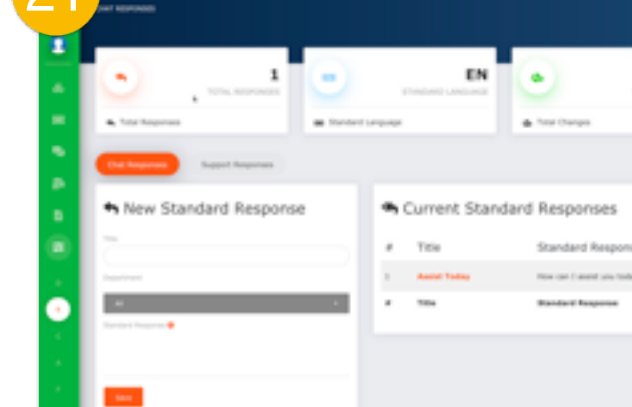 21
CHAT RESPONSES
1
TOTAL RESPONSES
Total Responses
EN
STANDARD LANGUAGE
Standard Language
Total Changes
Chat Responses
Support Responses
New Standard Response
Title
Department
All
Standard Response
Save
Current Standard Responses
# Title Standard Respon
1 Assist Today How can I assist you toda
# Title Standard Response